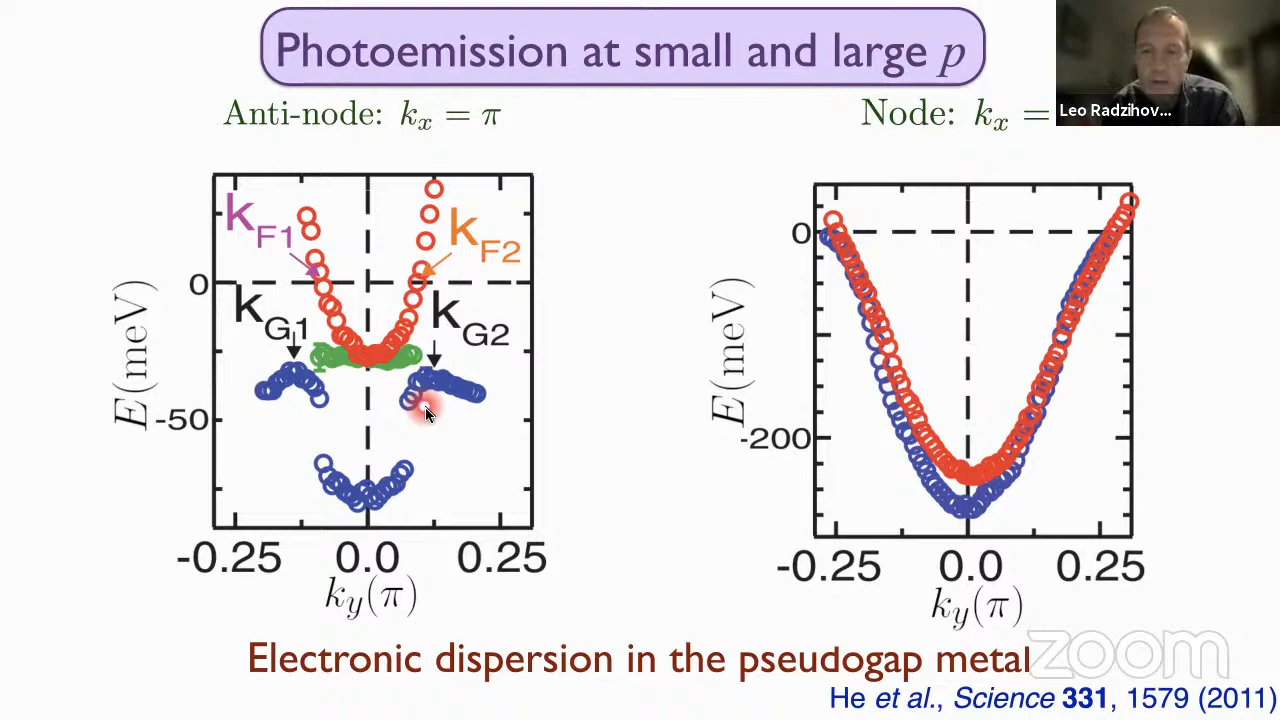 Photoemission at small and large p
Leo Radzihov...
Anti-node: kₓ = π
Node: kₓ =
k_F1
k_F2
k_G1
k_G2
E(meV)
0
-50
-0.25 0.0 0.25
k_y(π)
E(meV)
0
-200
-0.25 0.0 0.25
k_y(π)
Electronic dispersion in the pseudogap metal
zoom
He et al., Science 331, 1579 (2011)